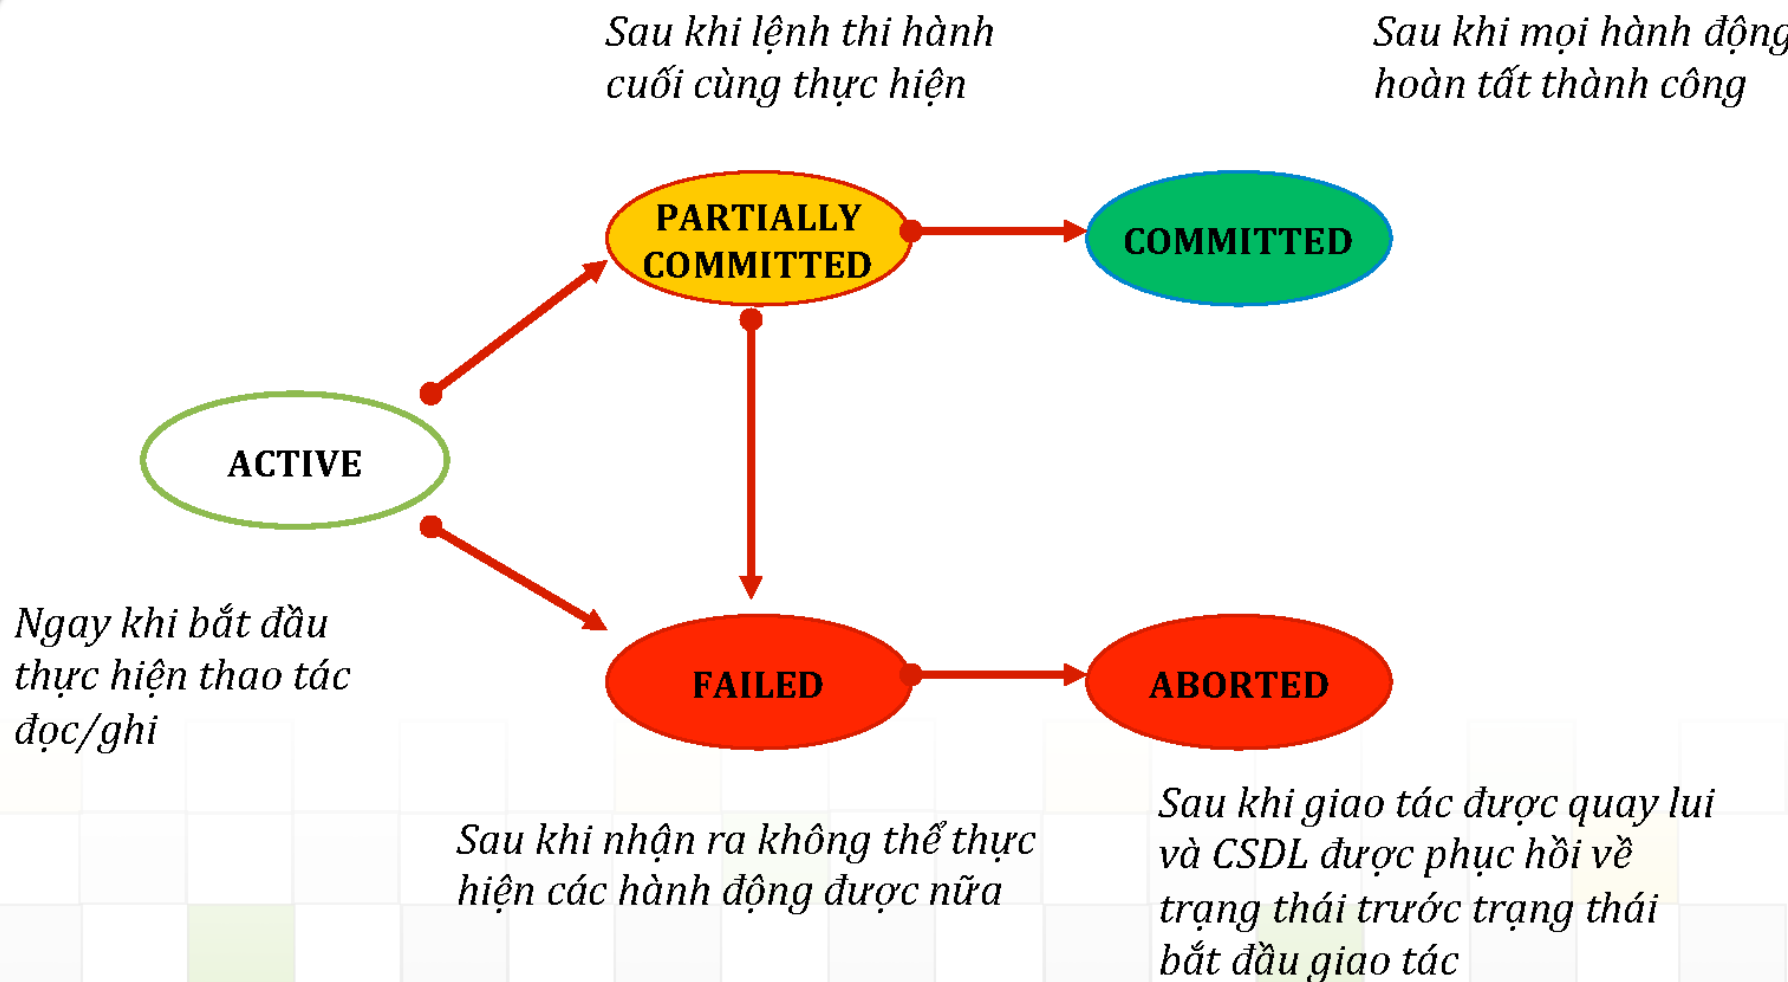 Sau khi lệnh thi hành
cuối cùng thực hiện
Sau khi mọi hành động
hoàn tất thành công
PARTIALLY
COMMITTED
COMMITTED
ACTIVE
Ngay khi bắt đầu
thực hiện thao tác
đọc/ghi
FAILED
ABORTED
Sau khi nhận ra không thể thực
hiện các hành động được nữa
Sau khi giao tác được quay lui
và CSDL được phục hồi về
trạng thái trước trạng thái
bắt đầu giao tác